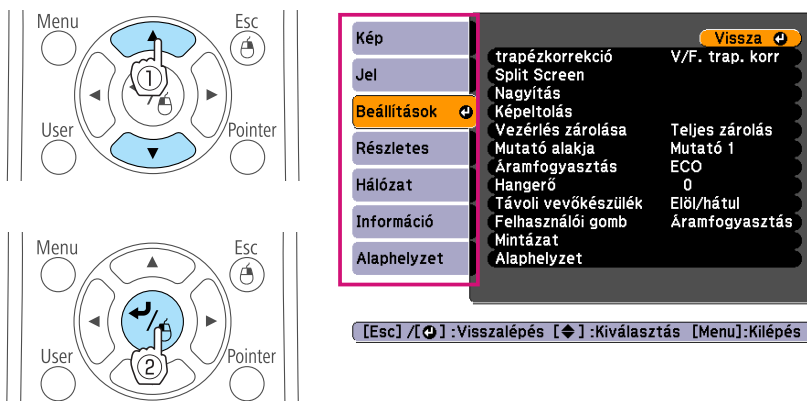 Menu
Esc
1
User
Pointer
Menu
Esc
User
Pointer
2
Kép
Jel
Beállítások
Részletes
Hálózat
Információ
Alaphelyzet
Vissza
trapézkorrekció V/F. trap. korr
Split Screen
Nagyítás
Képeltolás
Vezérlés zárolása Teljes zárolás
Mutató alakja Mutató 1
Áramfogyasztás ECO
Hangerő 0
Távoli vevőkészülék Elöl/hátul
Felhasználói gomb Áramfogyasztás
Mintázat
Alaphelyzet
[Esc] /[⏎] :Visszalépés [◆] :Kiválasztás [Menu]:Kilépés